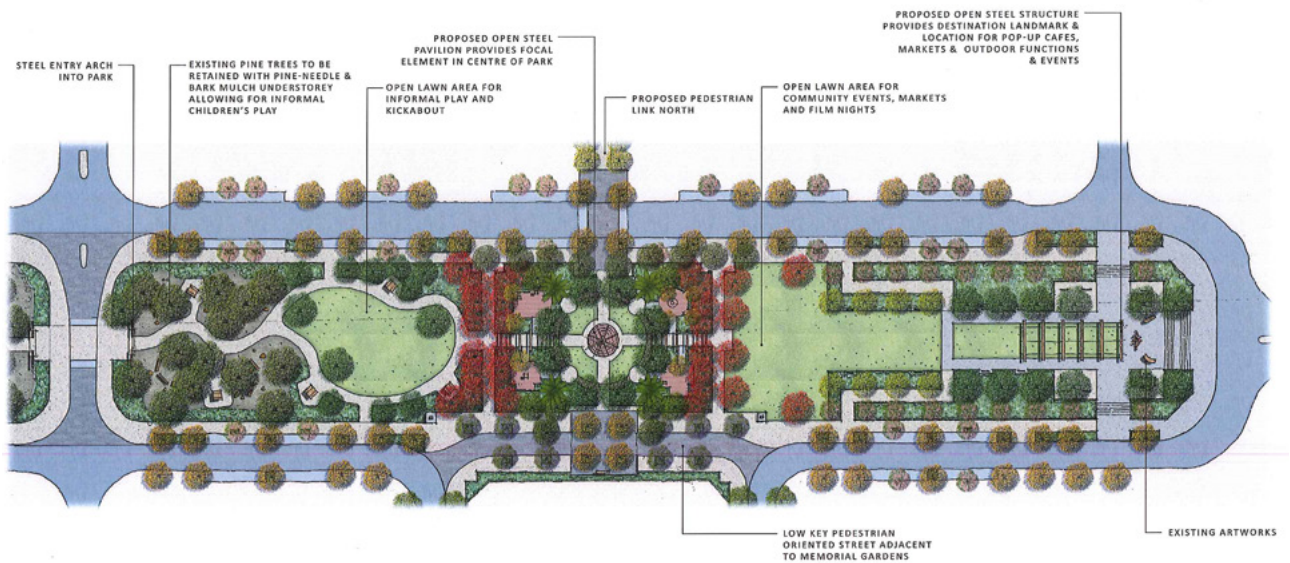 STEEL ENTRY ARCH
INTO PARK
EXISTING PINE TREES TO BE
RETAINED WITH PINE-NEEDLE &
BARK MULCH UNDERSTOREY
ALLOWING FOR INFORMAL
CHILDREN'S PLAY
PROPOSED OPEN STEEL
PAVILION PROVIDES FOCAL
ELEMENT IN CENTRE OF PARK
OPEN LAWN AREA FOR
INFORMAL PLAY AND
KICKABOUT
PROPOSED PEDESTRIAN
LINK NORTH
OPEN LAWN AREA FOR
COMMUNITY EVENTS, MARKETS
AND FILM NIGHTS
PROPOSED OPEN STEEL STRUCTURE
PROVIDES DESTINATION LANDMARK &
LOCATION FOR POP-UP CAFES,
MARKETS & OUTDOOR FUNCTIONS
& EVENTS
LOW KEY PEDESTRIAN
ORIENTED STREET ADJACENT
TO MEMORIAL GARDENS
EXISTING ARTWORKS